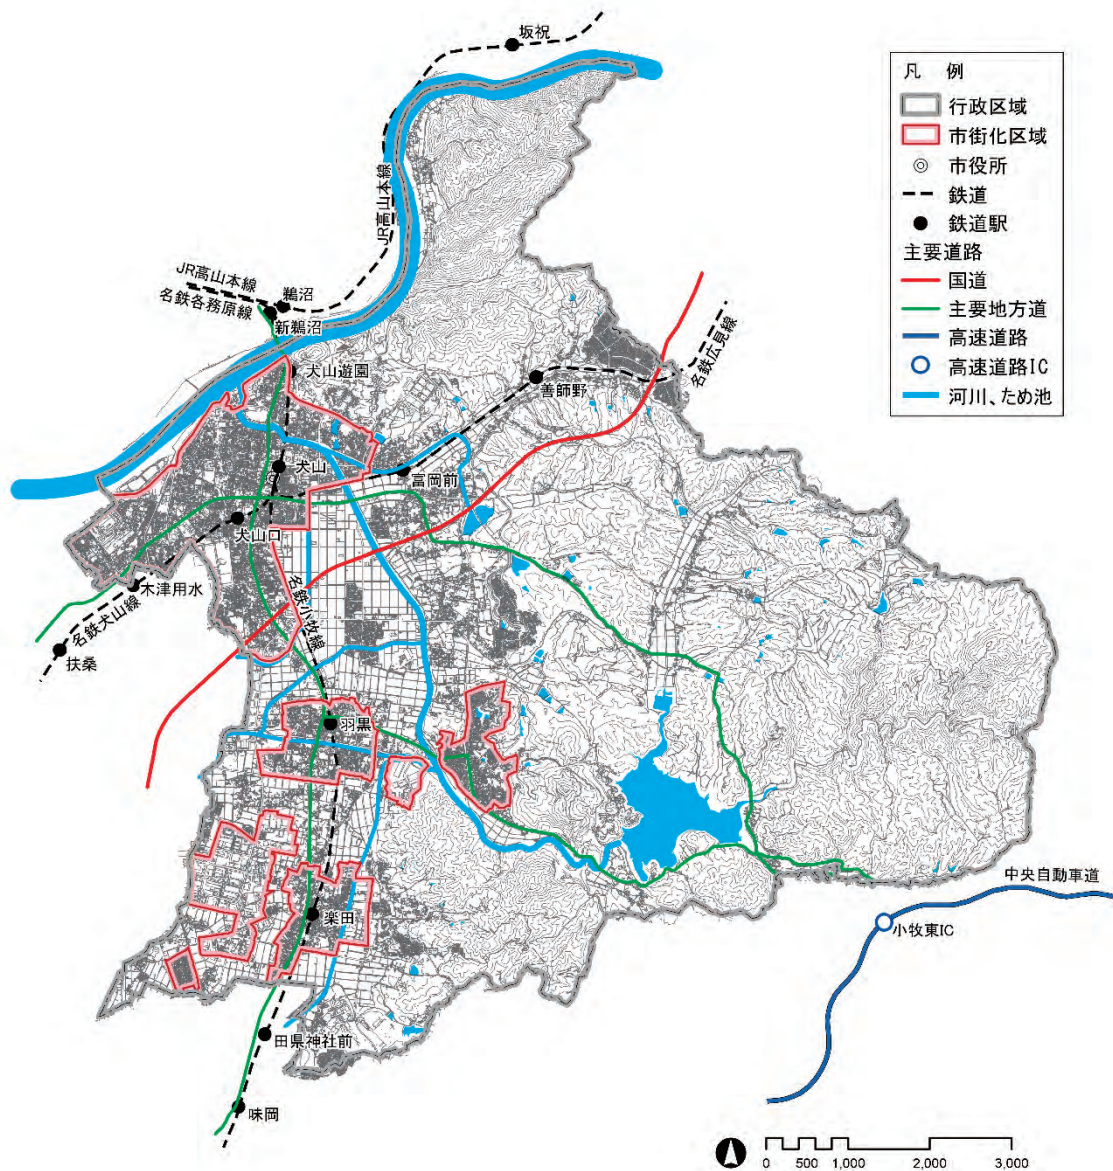 坂祝
凡 例
行政区域
市街化区域
市役所
鉄道
鉄道駅
主要道路
国道
主要地方道
高速道路
高速道路IC
河川、ため池
JR高山本線
JR高山本線
名鉄各務原線
鵜沼
新鵜沼
犬山遊園
善師野
名鉄広見線
犬山
富岡前
犬山口
木津用水
名鉄犬山線
扶桑
名鉄小牧線
羽黒
楽田
中央自動車道
小牧東IC
田県神社前
味岡
0 500 1,000 2,000 3,000